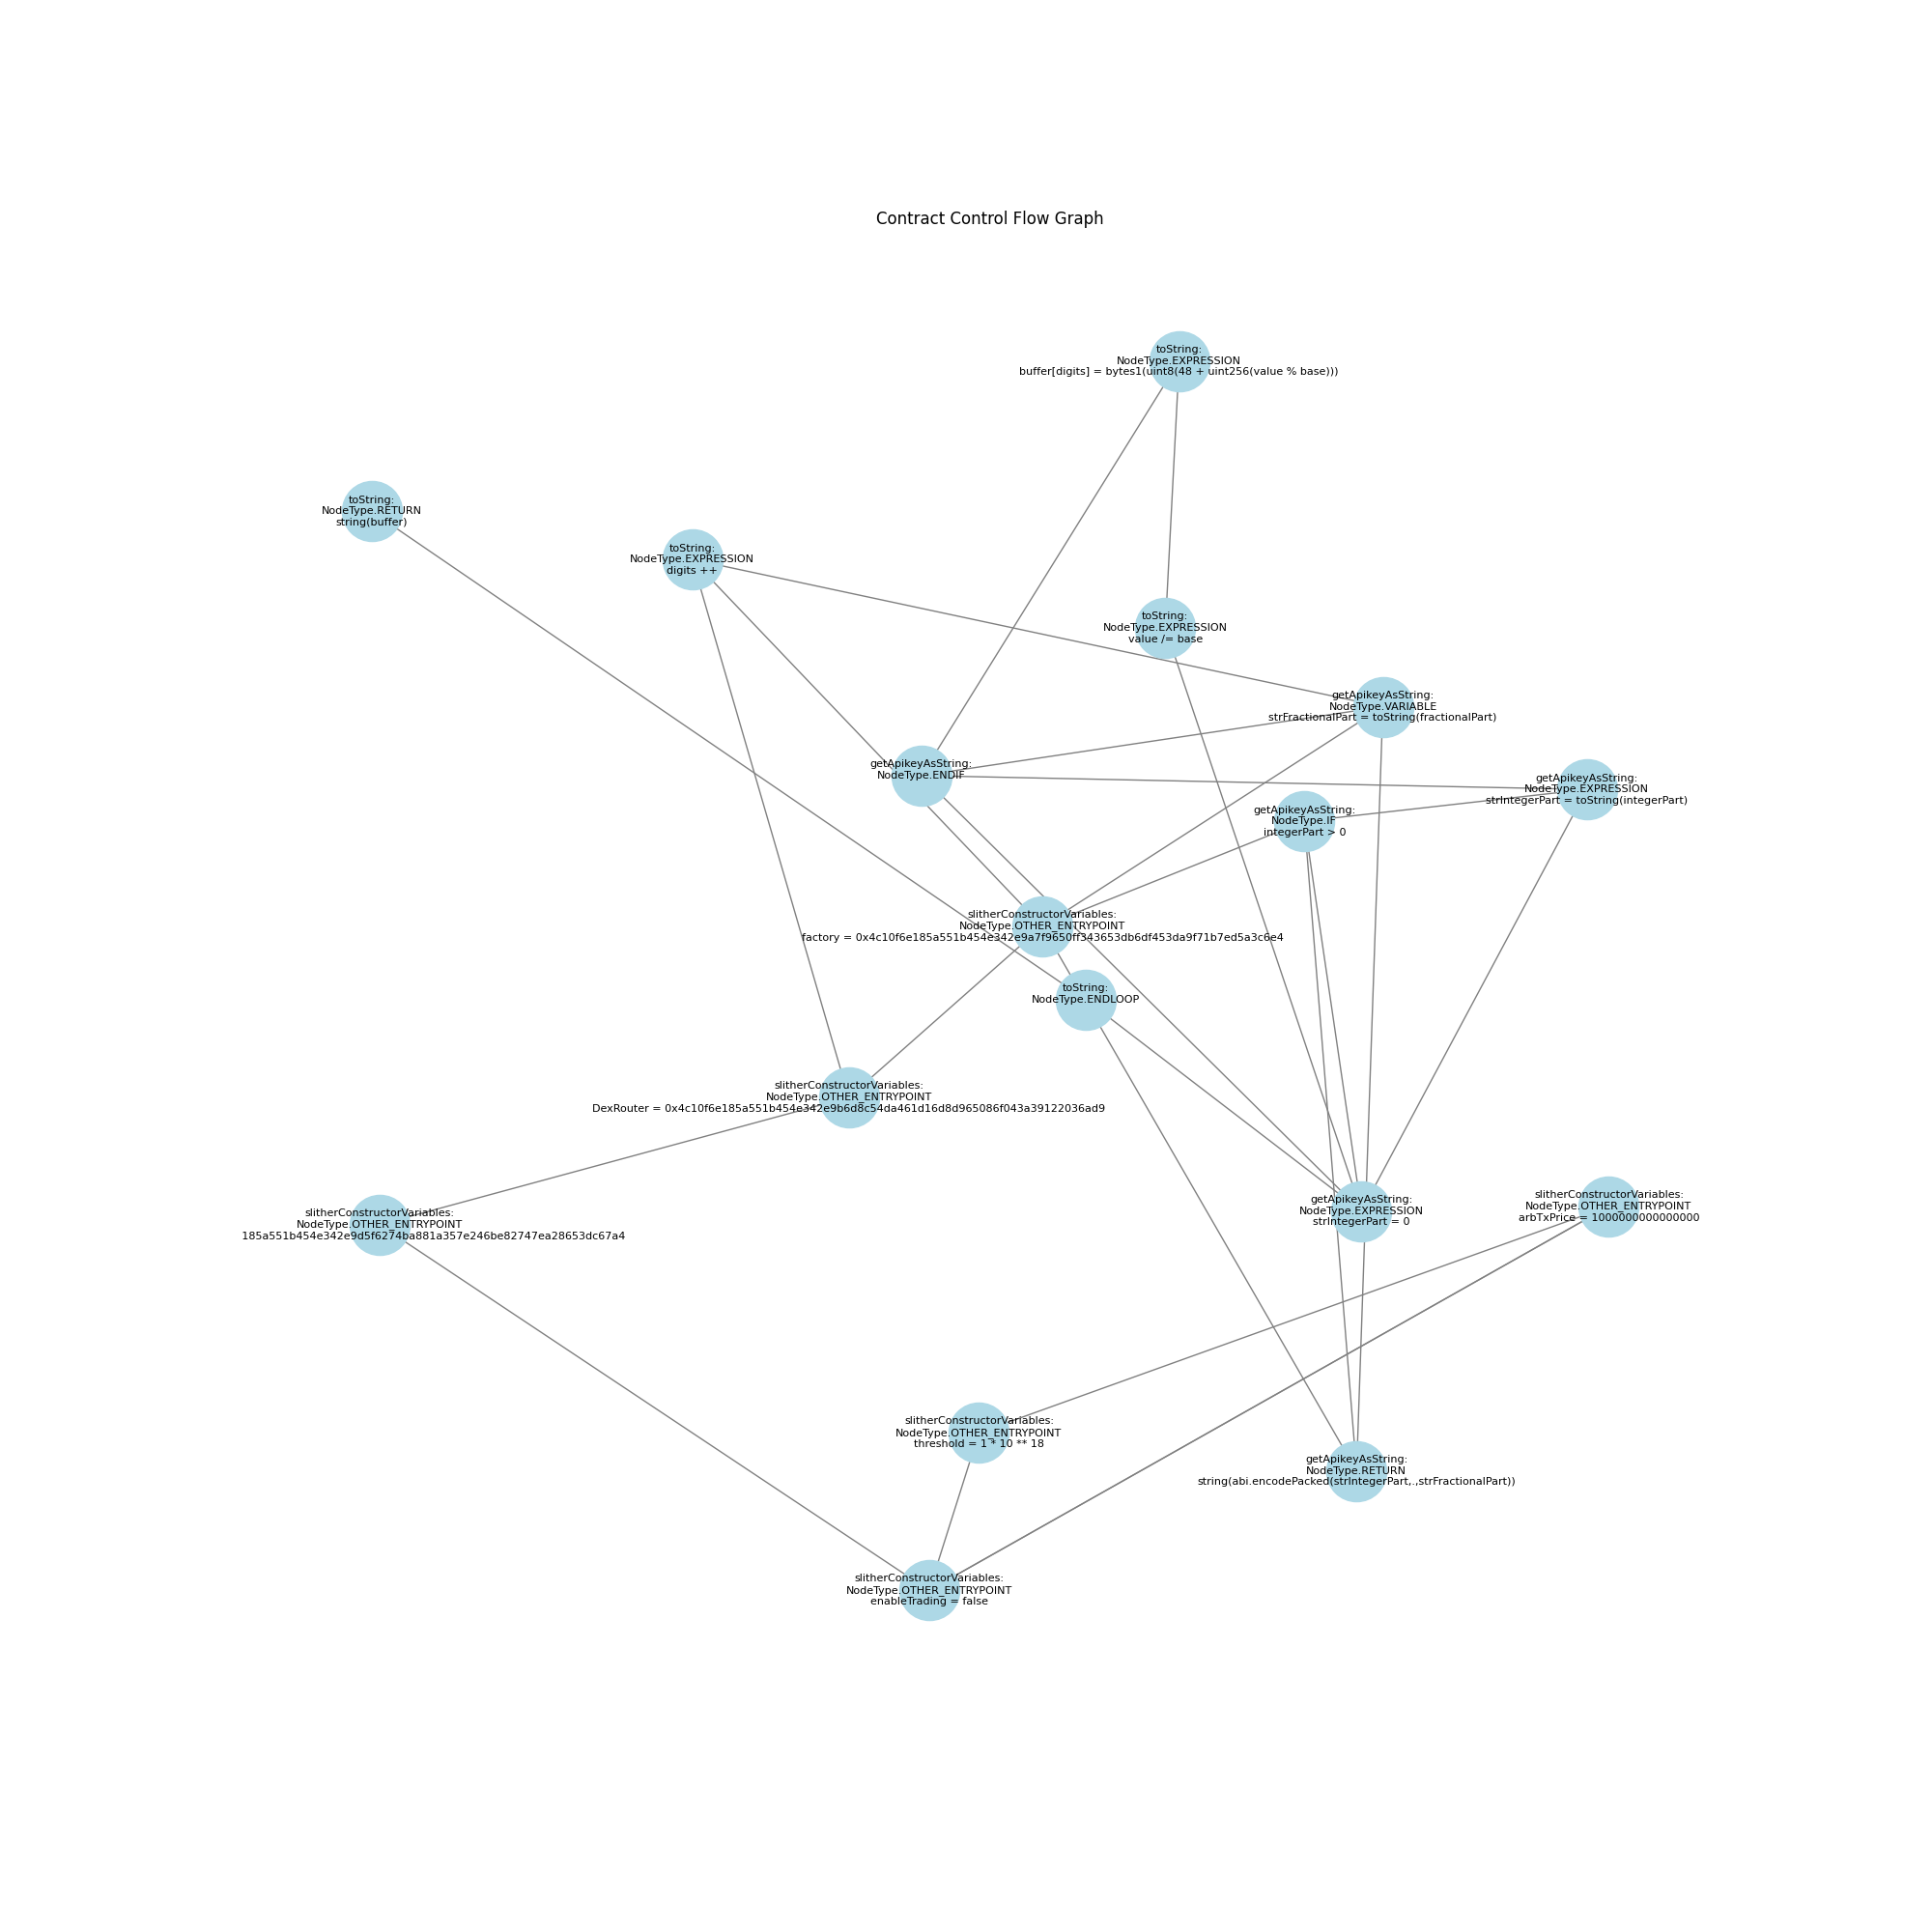 Contract Control Flow Graph
toString:
NodeType.EXPRESSION
buffer[digits] = bytes1(uint8(48 + uint256(value % base)))
toString:
NodeType.RETURN
string(buffer)
toString:
NodeType.EXPRESSION
digits ++
toString:
NodeType.EXPRESSION
value /= base
getApikeyAsString:
NodeType.VARIABLE
strFractionalPart = toString(fractionalPart)
getApikeyAsString:
NodeType.ENDIF
getApikeyAsString:
NodeType.EXPRESSION
strIntegerPart = toString(integerPart)
getApikeyAsString:
NodeType.IF
integerPart > 0
slitherConstructorVariables:
NodeType.OTHER_ENTRYPOINT
factory = 0x4c10f6e185a551b454e342e9a7f9650ff343653db6df453da9f71b7ed5a3c6e4
toString:
NodeType.ENDLOOP
slitherConstructorVariables:
NodeType.OTHER_ENTRYPOINT
DexRouter = 0x4c10f6e185a551b454e342e9b6d8c54da461d16d8d965086f043a39122036ad9
slitherConstructorVariables:
NodeType.OTHER_ENTRYPOINT
185a551b454e342e9d5f6274ba881a357e246be82747ea28653dc67a4
getApikeyAsString:
NodeType.EXPRESSION
strIntegerPart = 0
slitherConstructorVariables:
NodeType.OTHER_ENTRYPOINT
arbTxPrice = 1000000000000000
slitherConstructorVariables:
NodeType.OTHER_ENTRYPOINT
threshold = 1 * 10 ** 18
getApikeyAsString:
NodeType.RETURN
string(abi.encodePacked(strIntegerPart,.,strFractionalPart))
slitherConstructorVariables:
NodeType.OTHER_ENTRYPOINT
enableTrading = false